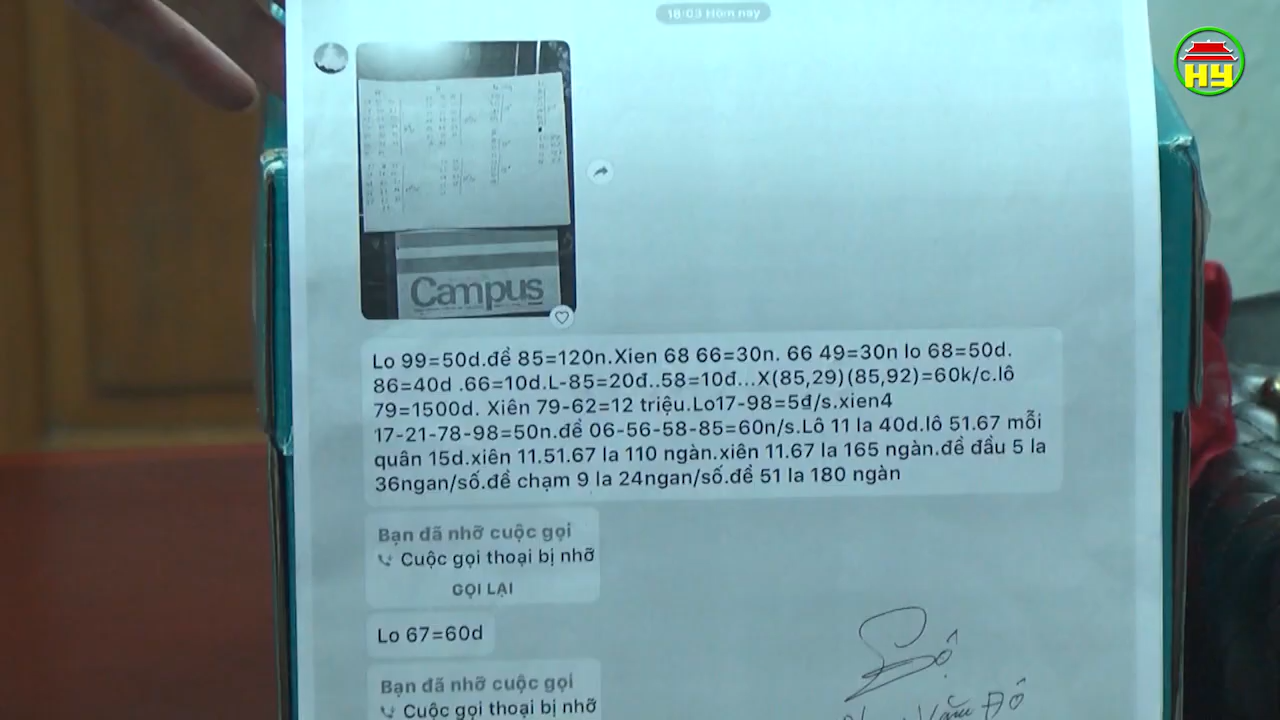 18:03 Hôm nay
HY
Campus
Lo 99=50d.đề 85=120n.Xien 68 66=30n. 66 49=30n lo 68=50d.
86=40d .66=10d.L-85=20đ..58=10đ...X(85,29)(85,92)=60k/c.lô
79=1500d. Xiên 79-62=12 triệu.Lo17-98=5₫/s.xien4
17-21-78-98=50n.đề 06-56-58-85=60n/s.Lô 11 la 40d.lô 51.67 mỗi
quân 15d.xiên 11.51.67 la 110 ngàn.xiên 11.67 la 165 ngàn.đề đầu 5 la
36ngan/số.đề chạm 9 la 24ngan/số.đề 51 la 180 ngàn
Bạn đã nhỡ cuộc gọi
Cuộc gọi thoại bị nhỡ
GỌI LẠI
Lo 67=60d
Bạn đã nhỡ cuộc gọi
Cuộc gọi thoại bị nhỡ
Độ
Văn Độ